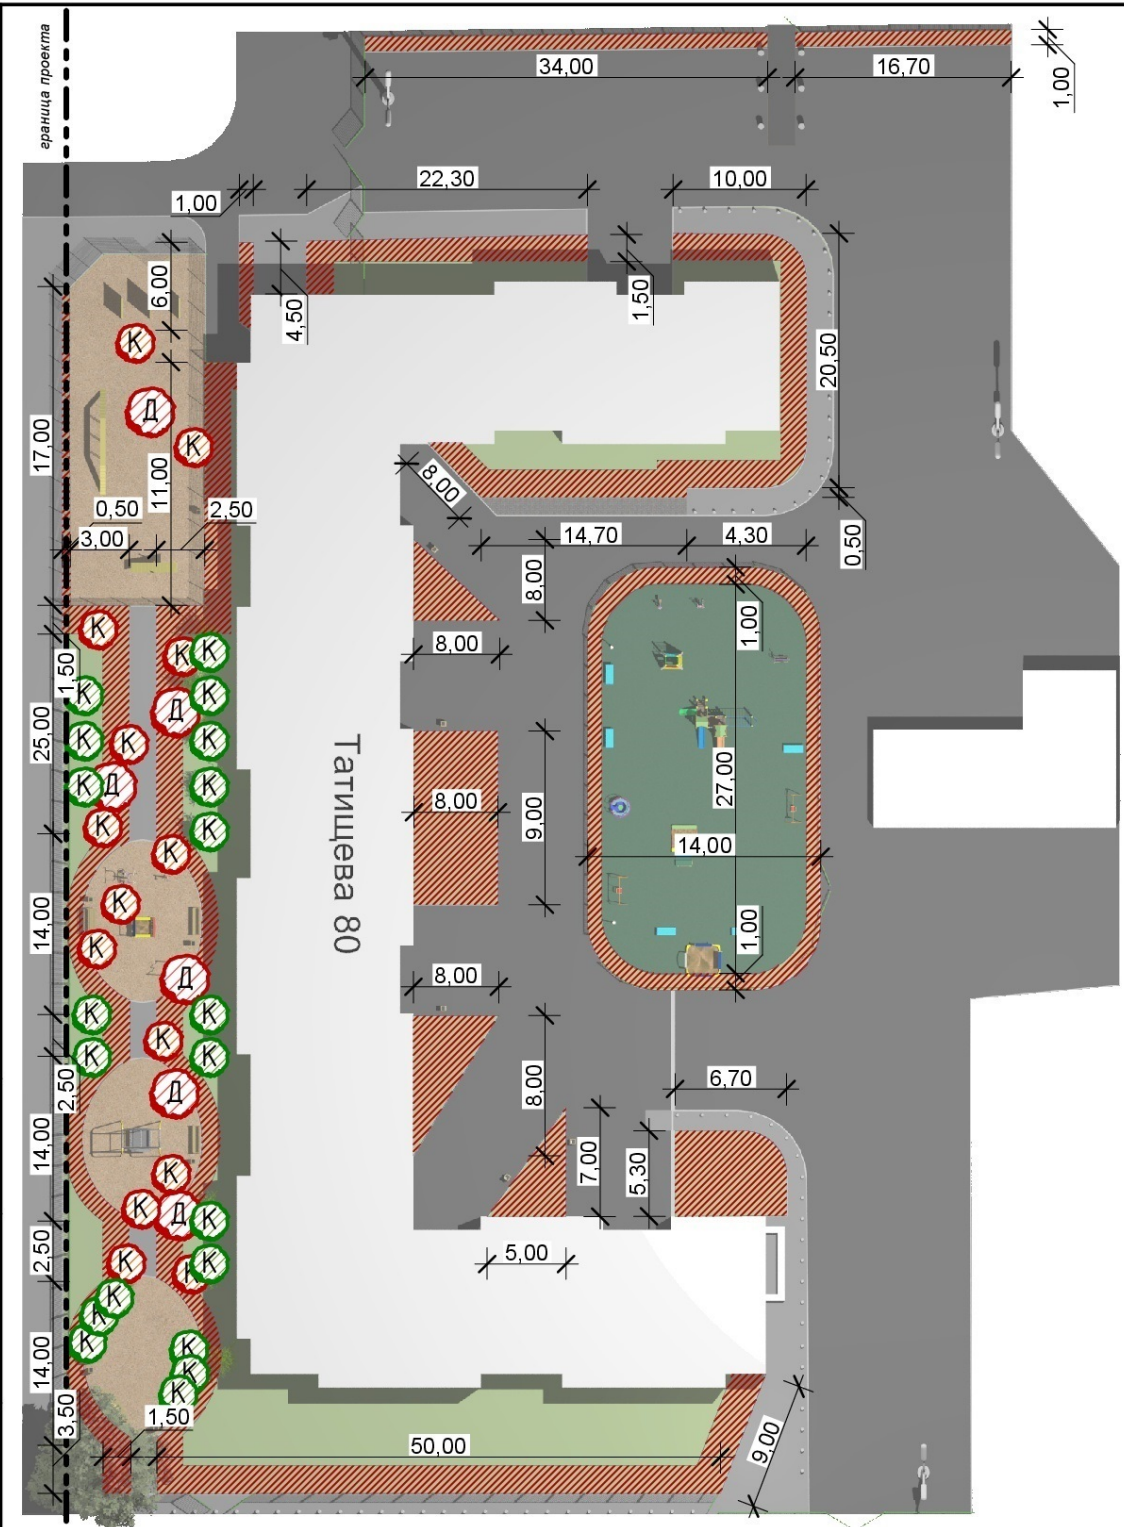 граница проекта
34,00
16,70
1,00
22,30
10,00
1,00
6,00
4,50
1,50
20,50
К
Д
К
17,00
11,00
8,00
0,50
2,50
3,00
14,70
4,30
0,50
8,00
1,00
К
К
К
8,00
1,50
К
К
Д
25,00
К
К
К
Татищева 80
27,00
К
Д
К
8,00
9,00
К
К
14,00
К
14,00
К
К
Д
1,00
8,00
К
К
К
2,50
К
К
8,00
6,70
Д
14,00
7,00
5,30
К
К
Д
К
2,50
К
К
К
5,00
К
К
К
14,00
К
К
К
3,50
1,50
50,00
9,00